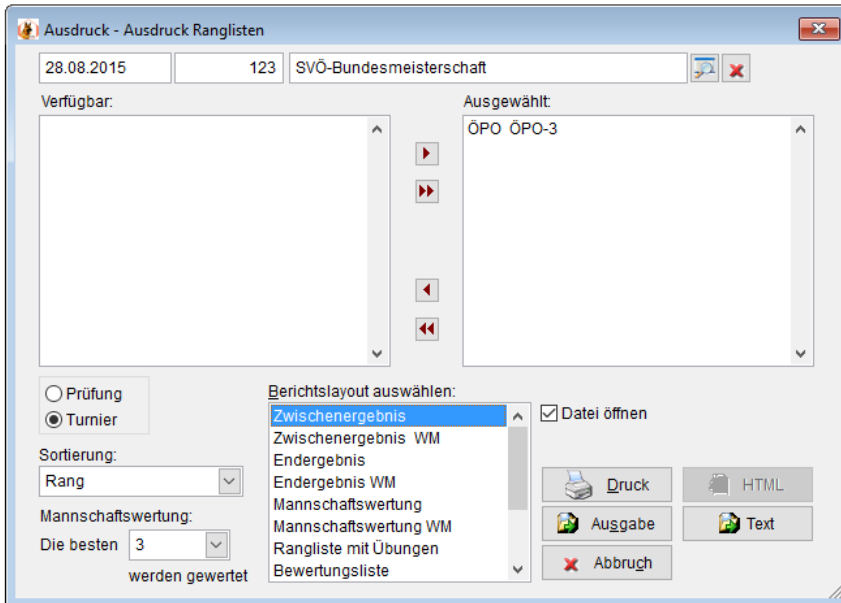 Ausdruck - Ausdruck Ranglisten
28.08.2015 123 SVÖ-Bundesmeisterschaft
Verfügbar: Ausgewählt:
ÖPO ÖPO-3
Prüfung
Turnier
Sortierung:
Rang
Mannschaftswertung:
Die besten 3
werden gewertet
Berichtslayout auswählen:
Zwischenergebnis
Zwischenergebnis WM
Endergebnis
Endergebnis WM
Mannschaftswertung
Mannschaftswertung WM
Rangliste mit Übungen
Bewertungsliste
Datei öffnen
Druck HTML
Ausgabe Text
Abbruch